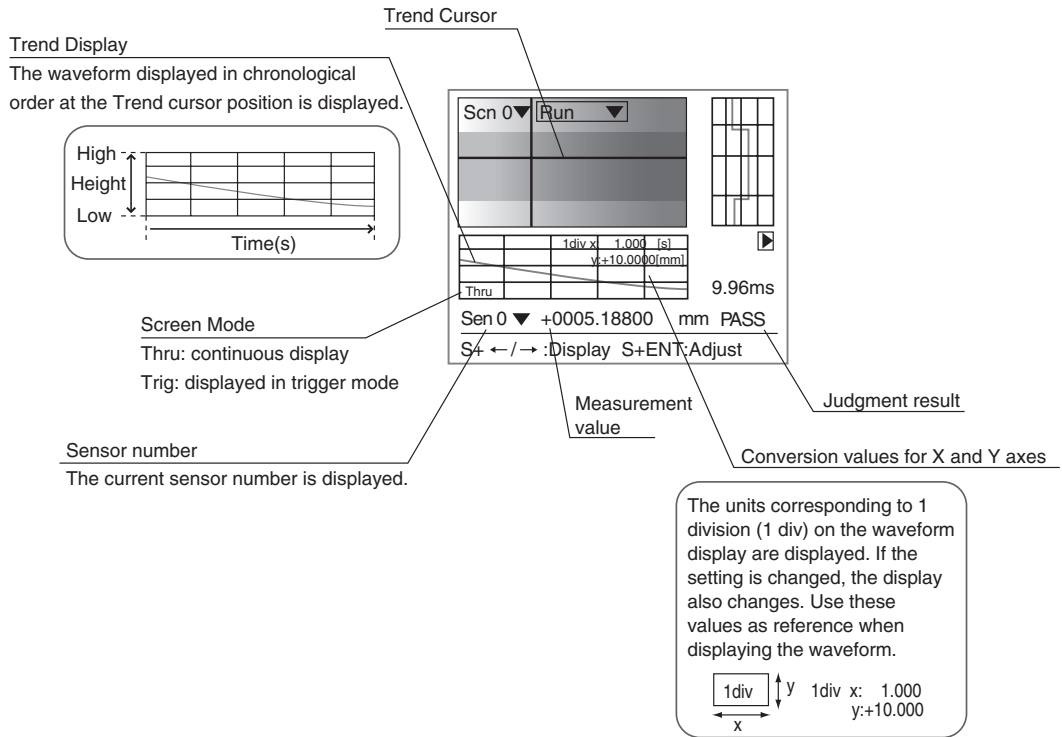 Trend Cursor
Trend Display
The waveform displayed in chronological
order at the Trend cursor position is displayed.
High
Height
Low
Time(s)
Scn 0▼ Run ▼
1div x: 1.000 [s]
y:+10.0000[mm]
Thru
9.96ms
Sen 0 ▼ +0005.18800 mm PASS
S+ ←/→ :Display S+ENT:Adjust
Screen Mode
Thru: continuous display
Trig: displayed in trigger mode
Measurement
value
Judgment result
Sensor number
The current sensor number is displayed.
Conversion values for X and Y axes
The units corresponding to 1
division (1 div) on the waveform
display are displayed. If the
setting is changed, the display
also changes. Use these
values as reference when
displaying the waveform.
1div y 1div x: 1.000
y:+10.000
x